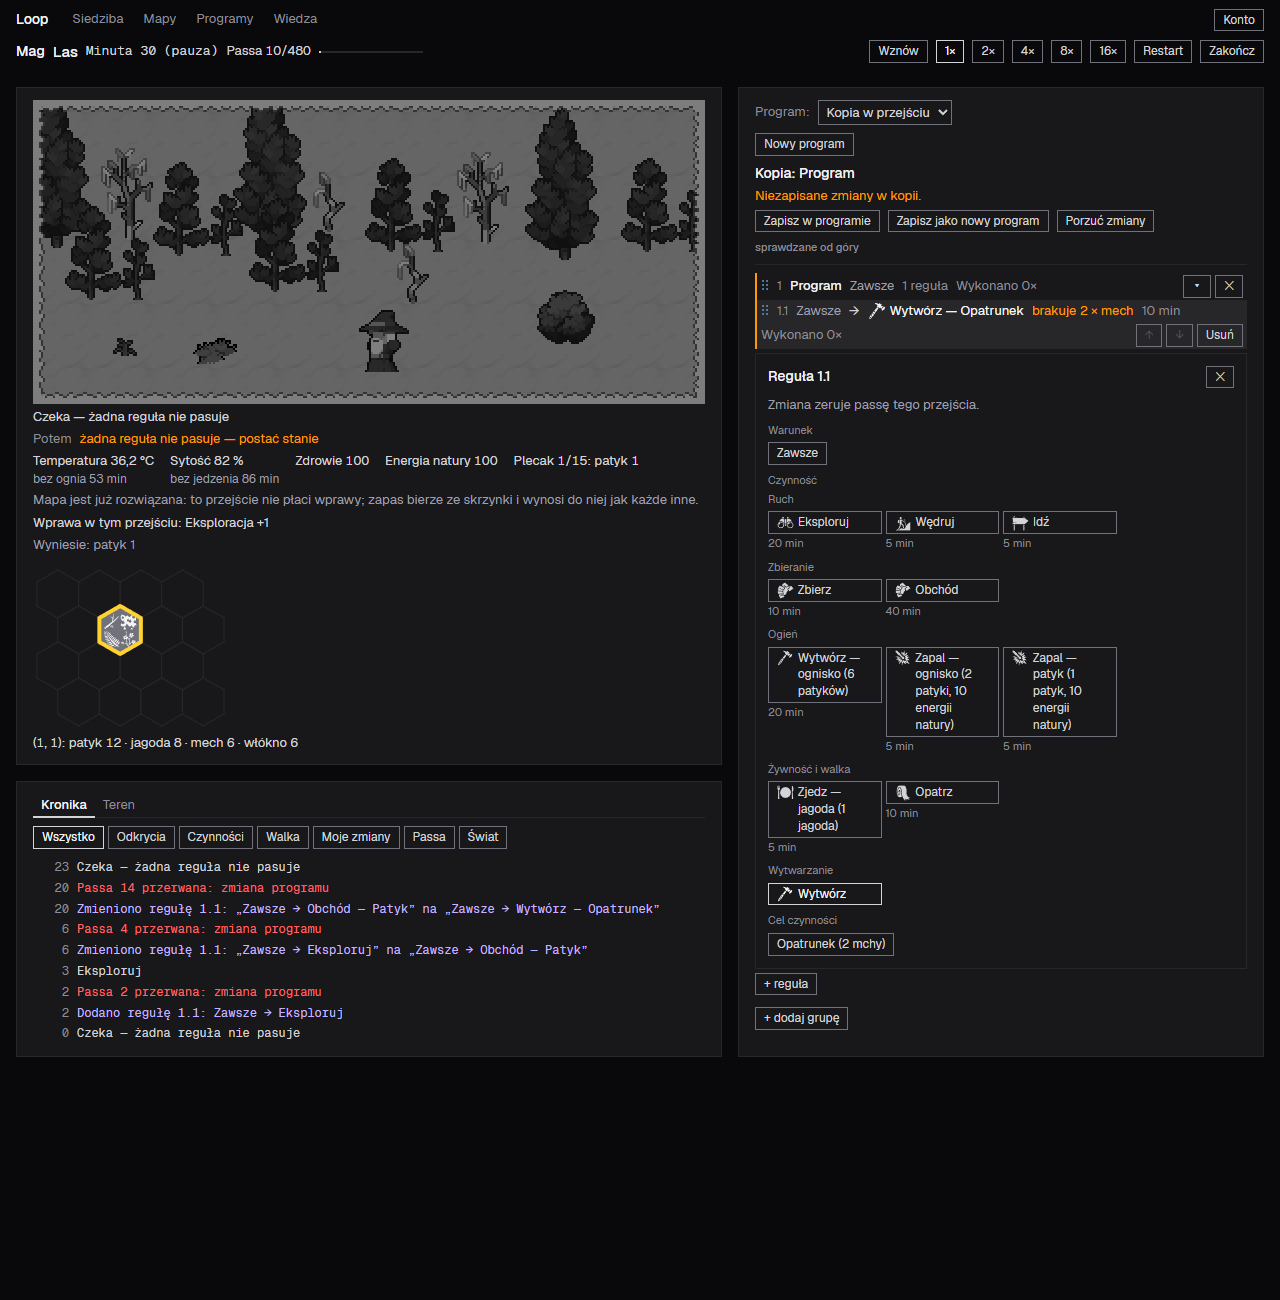 Loop Siedziba Mapy Programy Wiedza Konto
Mag Las Minuta 30 (pauza) Passa 10/480 Wznów 1× 2× 4× 8× 16× Restart Zakończ
Czeka — żadna reguła nie pasuje
Potem żadna reguła nie pasuje — postać stanie
Temperatura 36,2 °C Sytość 82 % Zdrowie 100 Energia natury 100 Plecak 1/15: patyk 1
bez ognia 53 min bez jedzenia 86 min
Mapa jest już rozwiązana: to przejście nie płaci wprawy; zapas bierze ze skrzynki i wynosi do niej jak każde inne.
Wprawa w tym przejściu: Eksploracja +1
Wyniesie: patyk 1
(1, 1): patyk 12 · jagoda 8 · mech 6 · włókno 6
Kronika Teren
Wszystko Odkrycia Czynności Walka Moje zmiany Passa Świat
23 Czeka — żadna reguła nie pasuje
20 Passa 14 przerwana: zmiana programu
20 Zmieniono regułę 1.1: „Zawsze → Obchód — Patyk” na „Zawsze → Wytwórz — Opatrunek”
6 Passa 4 przerwana: zmiana programu
6 Zmieniono regułę 1.1: „Zawsze → Eksploruj” na „Zawsze → Obchód — Patyk”
3 Eksploruj
2 Passa 2 przerwana: zmiana programu
2 Dodano regułę 1.1: Zawsze → Eksploruj
0 Czeka — żadna reguła nie pasuje
Program: Kopia w przejściu
Nowy program
Kopia: Program
Niezapisane zmiany w kopii.
Zapisz w programie Zapisz jako nowy program Porzuć zmiany
sprawdzane od góry
1 Program Zawsze 1 reguła Wykonano 0×
1.1 Zawsze → Wytwórz — Opatrunek brakuje 2 × mech 10 min
Wykonano 0× ↑ ↓ Usuń
Reguła 1.1
Zmiana zeruje passę tego przejścia.
Warunek
Zawsze
Czynność
Ruch
Eksploruj Wędruj Idź
20 min 5 min 5 min
Zbieranie
Zbierz Obchód
10 min 40 min
Ogień
Wytwórz — ognisko (6 patyków)
20 min
Zapal — ognisko (2 patyki, 10 energii natury)
5 min
Zapal — patyk (1 patyk, 10 energii natury)
5 min
Żywność i walka
Zjedz — jagoda (1 jagoda)
5 min
Opatrz
10 min
Wytwarzanie
Wytwórz
Cel czynności
Opatrunek (2 mchy)
+ reguła
+ dodaj grupę